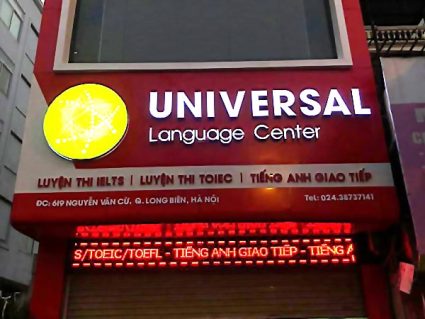 UNIVERSAL
Language Center
LUYỆN THI IELTS | LUYỆN THI TOEIC | TIẾNG ANH GIAO TIẾP
ĐC: 619 NGUYỄN VĂN CỪ, Q. LONG BIÊN, HÀ NỘI Tel: 024.38737141
S/TOEIC/TOEFL - TIẾNG ANH GIAO TIẾP - TIẾNG A